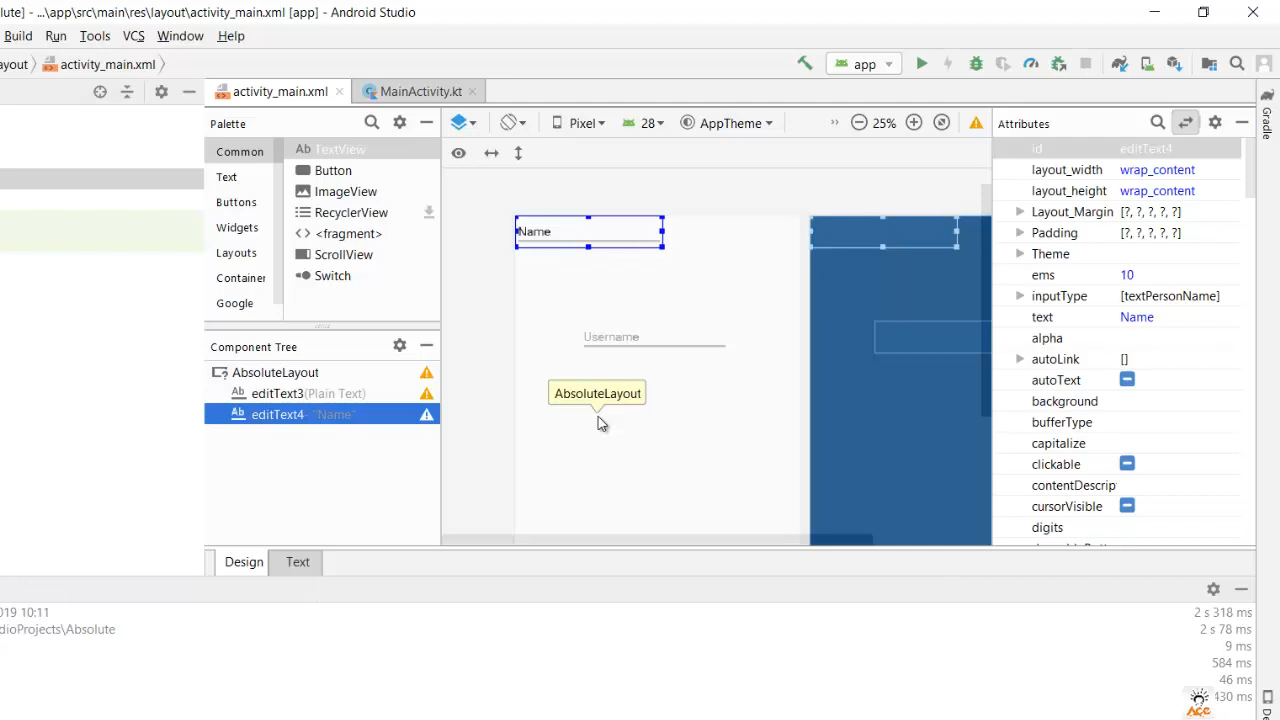 lute] - ...\app\src\main\res\layout\activity_main.xml [app] - Android Studio
Build Run Tools VCS Window Help
ayout activity_main.xml
app
activity_main.xml
MainActivity.kt
Palette
Pixel 28 AppTheme
25%
Attributes
Common
Text
Buttons
Widgets
Layouts
Container
Google
Ab TextView
Button
ImageView
RecyclerView
<fragment>
ScrollView
Switch
Component Tree
AbsoluteLayout
Ab editText3(Plain Text)
Ab editText4- "Name"
Name
Username
AbsoluteLayout
id editText4
layout_width wrap_content
layout_height wrap_content
Layout_Margin [?, ?, ?, ?, ?]
Padding [?, ?, ?, ?, ?]
Theme
ems 10
inputType [textPersonName]
text Name
alpha
autoLink []
autoText
background
bufferType
capitalize
clickable
contentDescrip
cursorVisible
digits
Gradle
Design Text
019 10:11
dioProjects\Absolute
2 s 318 ms
2 s 78 ms
9 ms
584 ms
46 ms
430 ms
ACE